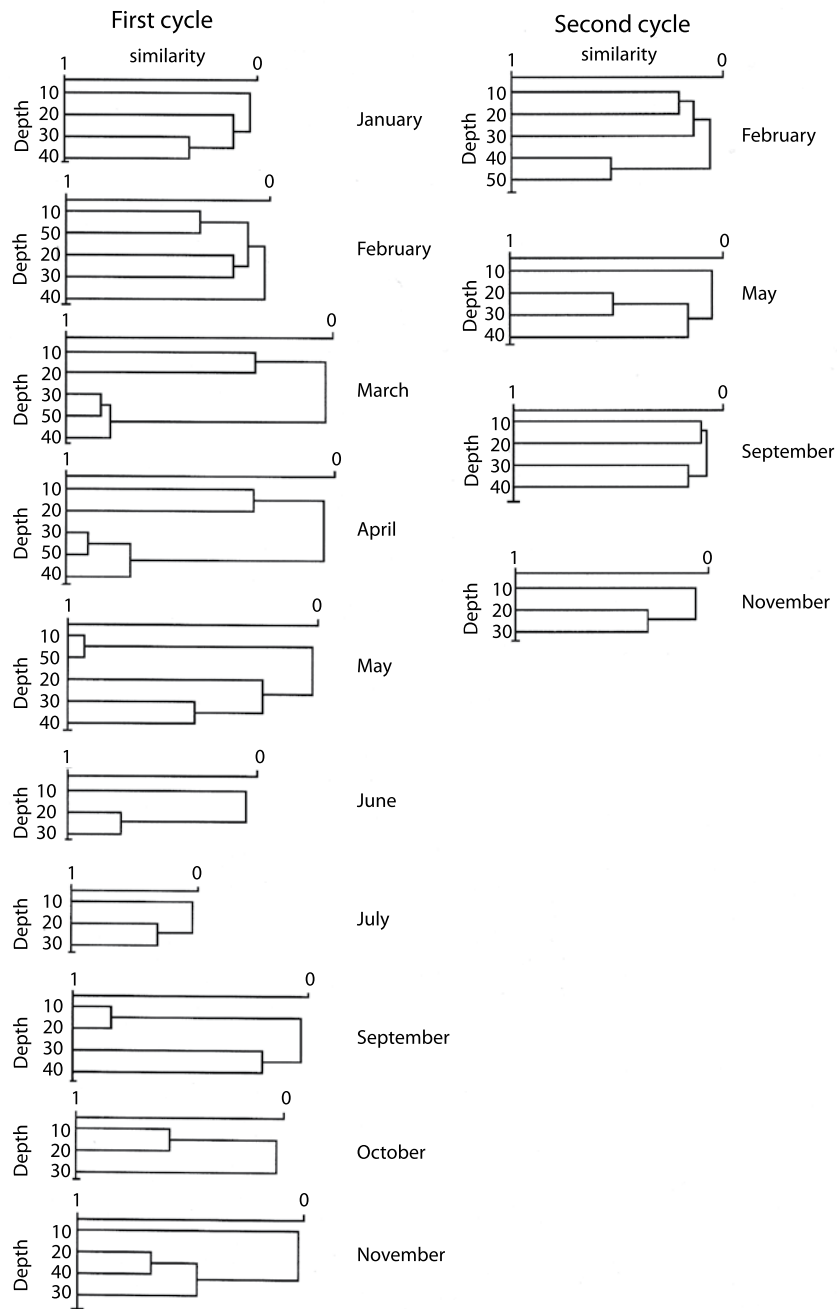 First cycle
similarity
1 0
Depth
10
20
30
40
January
1 0
Depth
10
50
20
30
40
February
1 0
Depth
10
20
30
50
40
March
1 0
Depth
10
20
30
50
40
April
1 0
Depth
10
50
20
30
40
May
1 0
Depth
10
20
30
June
1 0
Depth
10
20
30
July
1 0
Depth
10
20
30
40
September
1 0
Depth
10
20
30
October
1 0
Depth
10
20
40
30
November
Second cycle
similarity
1 0
Depth
10
20
30
40
50
February
1 0
Depth
10
20
30
40
May
1 0
Depth
10
20
30
40
September
1 0
Depth
10
20
30
November